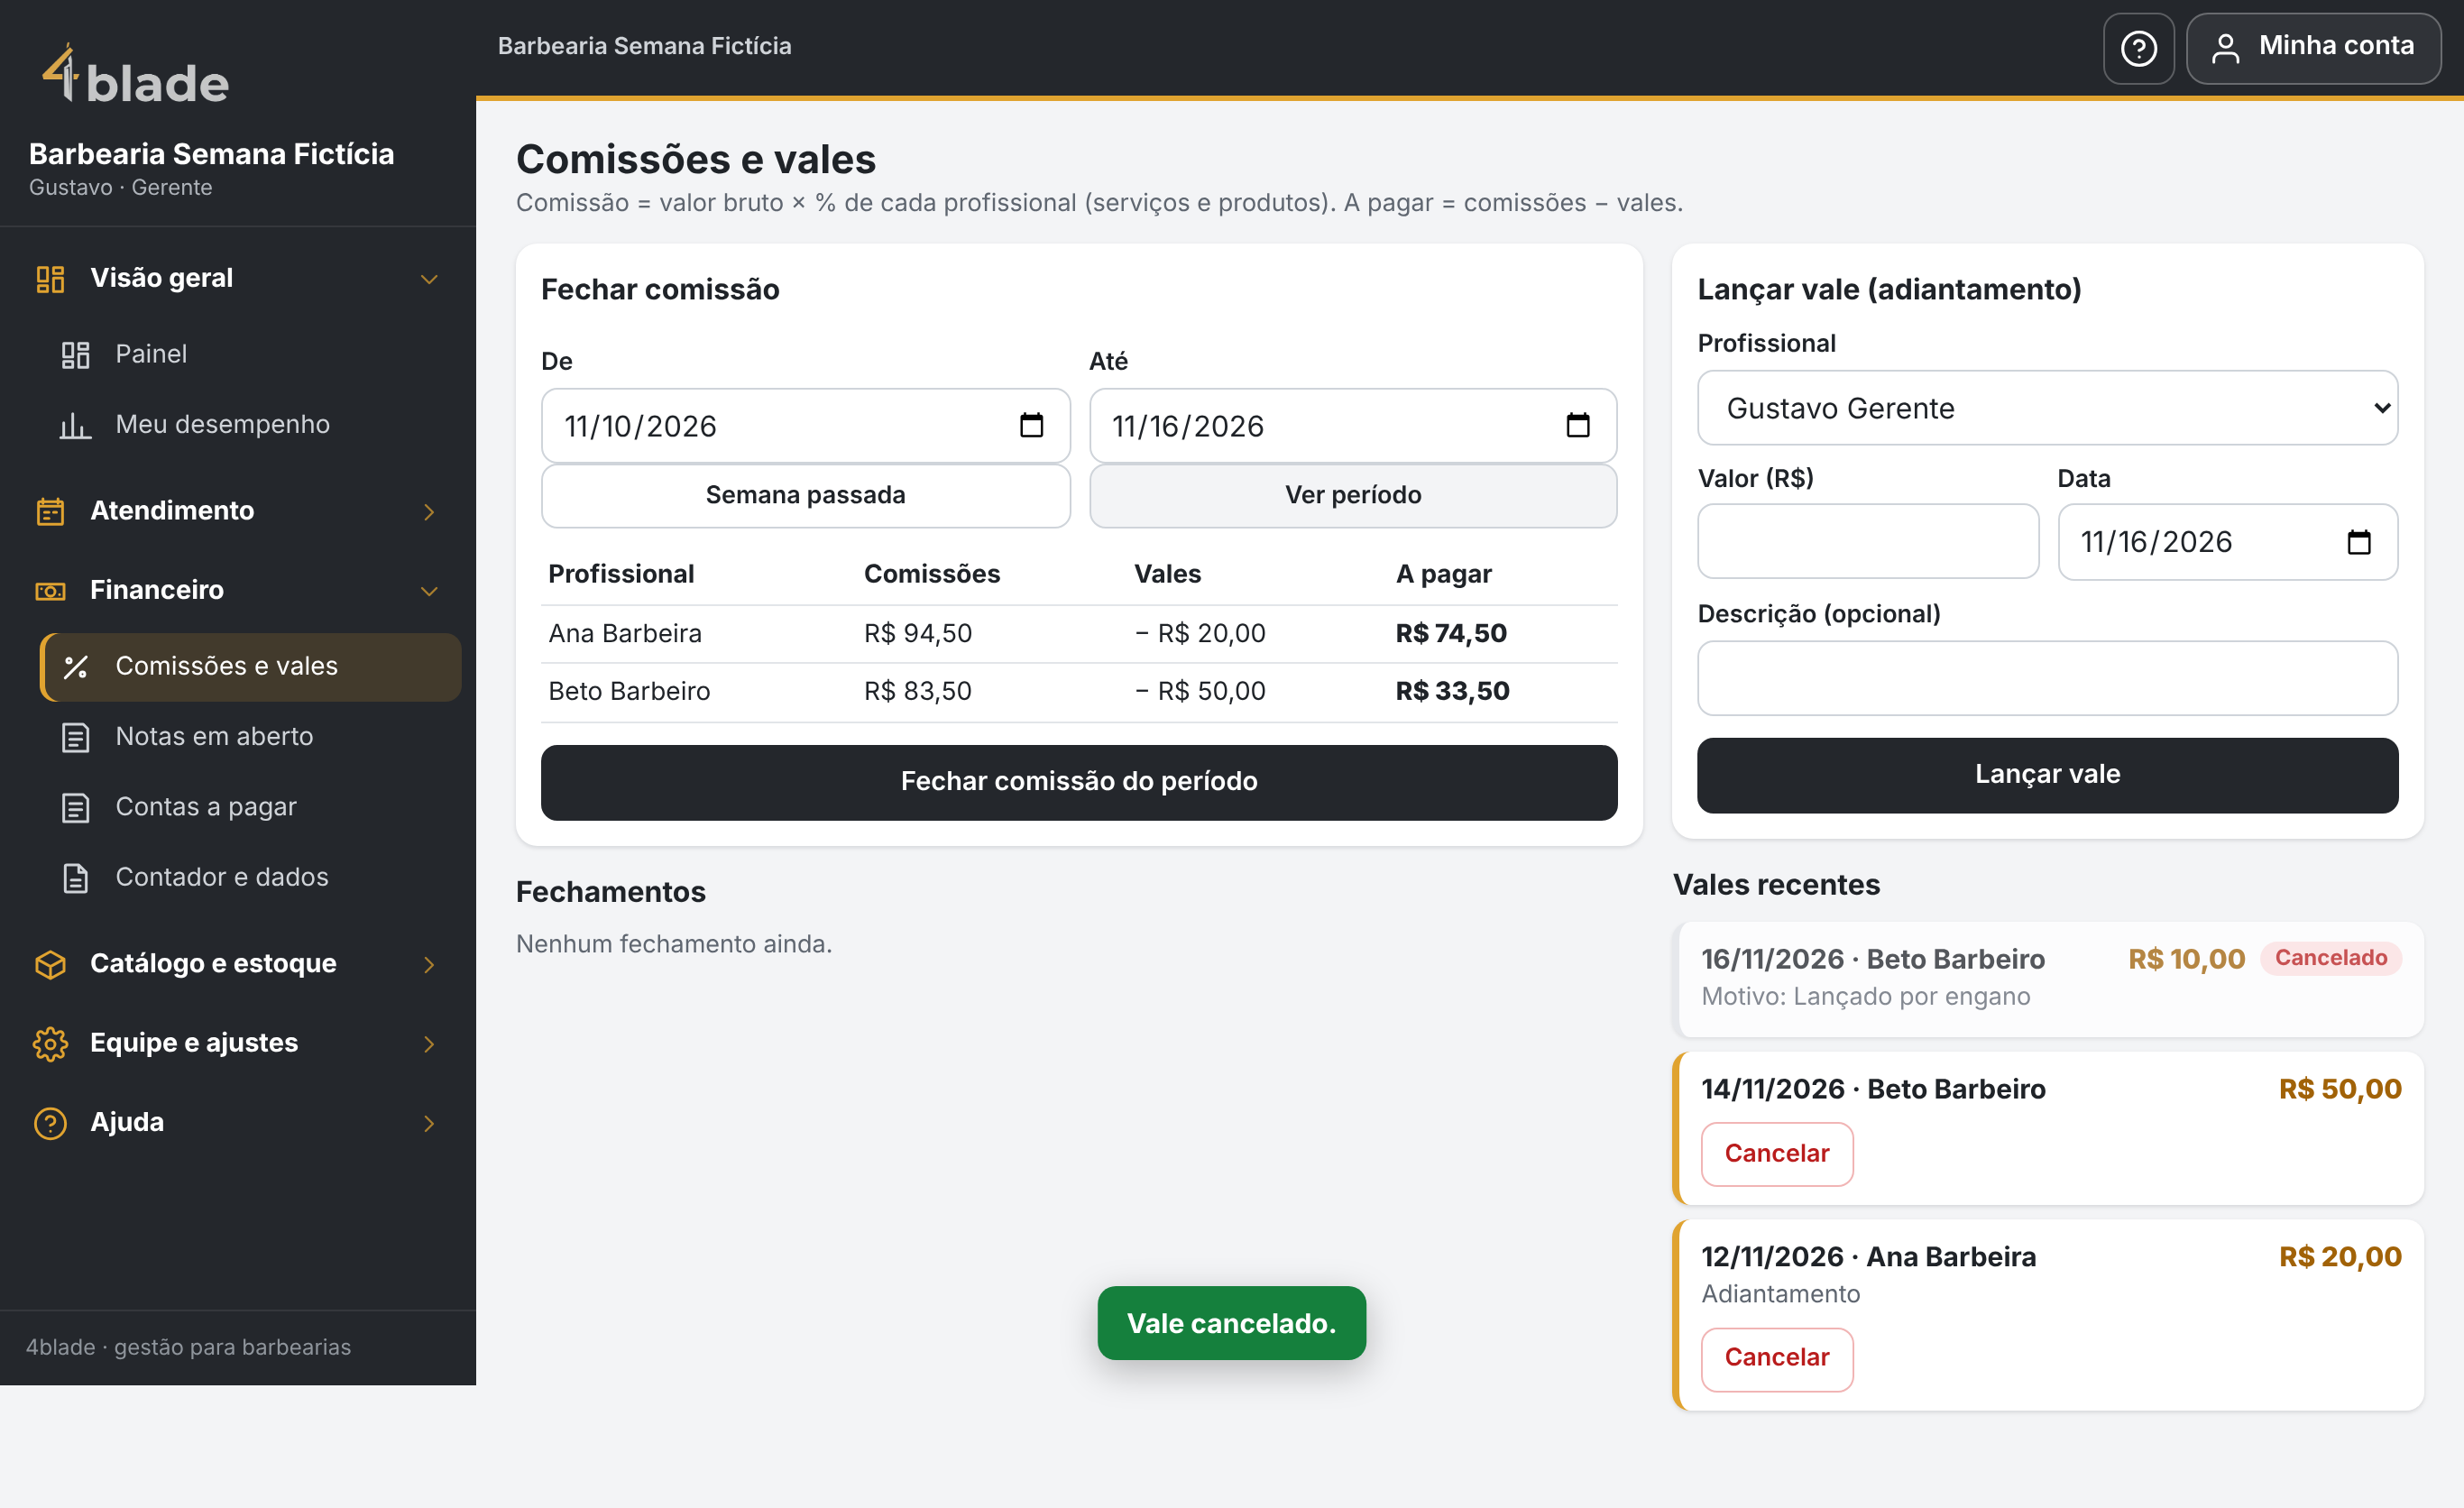 4blade
Barbearia Semana Fictícia
Gustavo · Gerente
Visão geral
Painel
Meu desempenho
Atendimento
Financeiro
Comissões e vales
Notas em aberto
Contas a pagar
Contador e dados
Catálogo e estoque
Equipe e ajustes
Ajuda
4blade · gestão para barbearias
Barbearia Semana Fictícia
Minha conta
Comissões e vales
Comissão = valor bruto × % de cada profissional (serviços e produtos). A pagar = comissões − vales.
Fechar comissão
De Até
11/10/2026 11/16/2026
Semana passada Ver período
Profissional Comissões Vales A pagar
Ana Barbeira R$ 94,50 − R$ 20,00 R$ 74,50
Beto Barbeiro R$ 83,50 − R$ 50,00 R$ 33,50
Fechar comissão do período
Fechamentos
Nenhum fechamento ainda.
Lançar vale (adiantamento)
Profissional
Gustavo Gerente
Valor (R$) Data
11/16/2026
Descrição (opcional)
Lançar vale
Vales recentes
16/11/2026 · Beto Barbeiro R$ 10,00 Cancelado
Motivo: Lançado por engano
14/11/2026 · Beto Barbeiro R$ 50,00
Cancelar
12/11/2026 · Ana Barbeira R$ 20,00
Adiantamento
Cancelar
Vale cancelado.